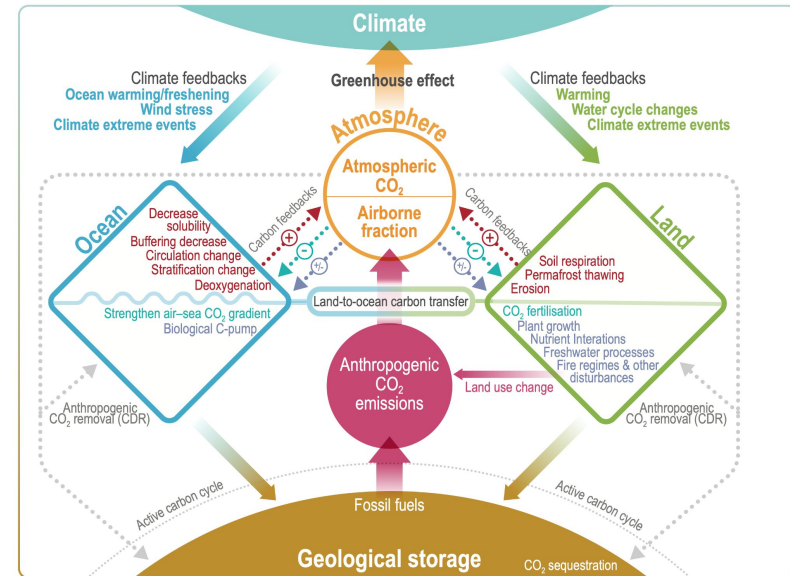 Climate
Greenhouse effect
Climate feedbacks
Ocean warming/freshening
Wind stress
Climate extreme events
Climate feedbacks
Warming
Water cycle changes
Climate extreme events
Atmosphere
Atmospheric
CO₂
Airborne
fraction
Ocean
Decrease
solubility
Buffering decrease
Circulation change
Stratification change
Deoxygenation
Strengthen air–sea CO₂ gradient
Biological C-pump
Carbon feedbacks
+
-
+/-
Carbon feedbacks
+
-
+/-
Land
Soil respiration
Permafrost thawing
Erosion
CO₂ fertilisation
Plant growth
Nutrient Interations
Freshwater processes
Fire regimes & other
disturbances
Land-to-ocean carbon transfer
Anthropogenic
CO₂
emissions
Land use change
Anthropogenic
CO₂ removal (CDR)
Anthropogenic
CO₂ removal (CDR)
Active carbon cycle
Active carbon cycle
Fossil fuels
Geological storage
CO₂ sequestration